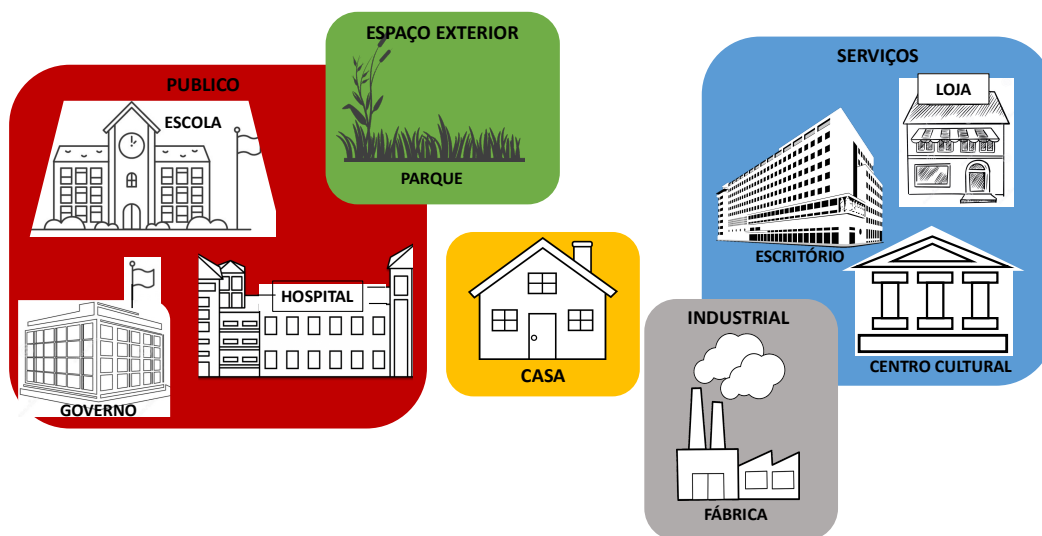 ESPAÇO EXTERIOR
PARQUE
PUBLICO
ESCOLA
HOSPITAL
GOVERNO
CASA
SERVIÇOS
LOJA
ESCRITÓRIO
CENTRO CULTURAL
INDUSTRIAL
FÁBRICA